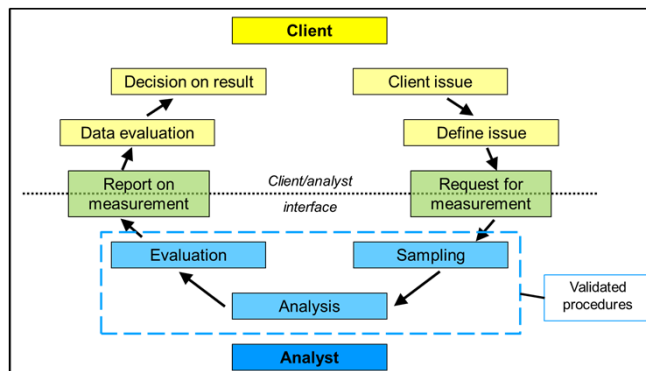 Client
Decision on result
Client issue
Data evaluation
Define issue
Report on
measurement
Client/analyst
interface
Request for
measurement
Evaluation
Sampling
Analysis
Validated
procedures
Analyst